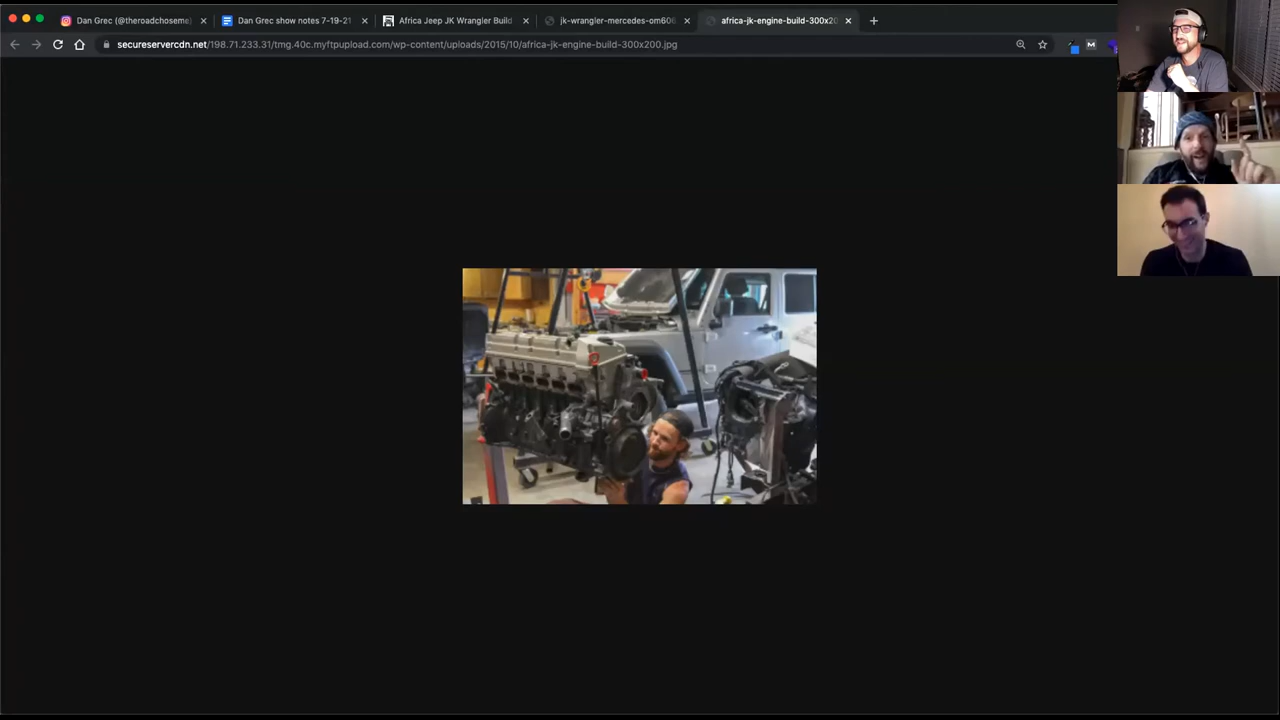 Dan Grec (@theroadchoseme)
Dan Grec show notes 7-19-21
Africa Jeep JK Wrangler Build
jk-wrangler-mercedes-om606
africa-jk-engine-build-300x20
securesevercdn.net/198.71.233.31/tmg.40c.myftpupload.com/wp-content/uploads/2015/10/africa-jk-engine-build-300x200.jpg
M